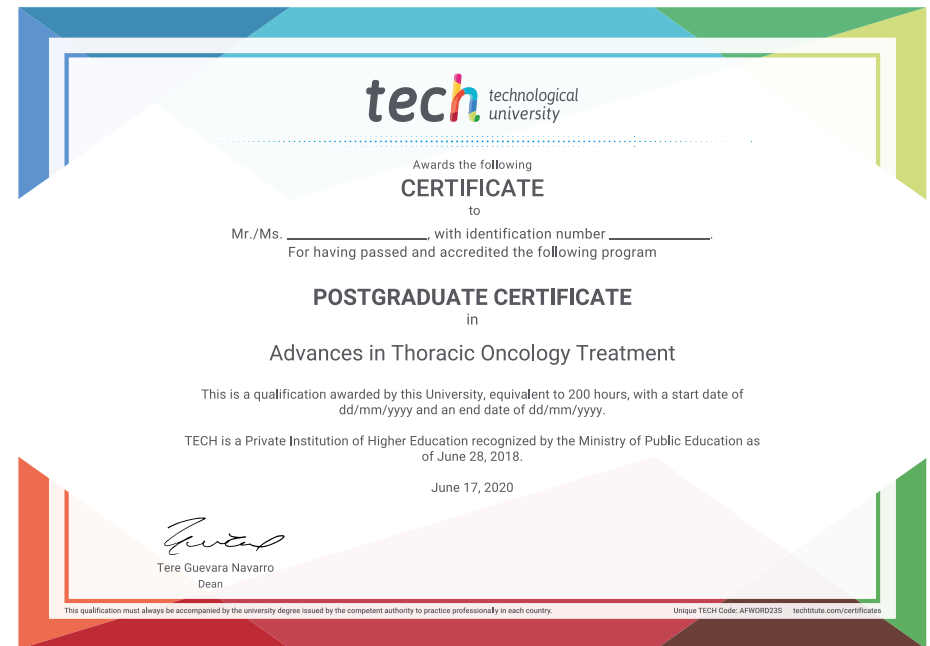 tech technological
university
Awards the following
CERTIFICATE
to
Mr./Ms. ____________________, with identification number ______________.
For having passed and accredited the following program
POSTGRADUATE CERTIFICATE
in
Advances in Thoracic Oncology Treatment
This is a qualification awarded by this University, equivalent to 200 hours, with a start date of
dd/mm/yyyy and an end date of dd/mm/yyyy.
TECH is a Private Institution of Higher Education recognized by the Ministry of Public Education as
of June 28, 2018.
June 17, 2020
Tere Guevara Navarro
Dean
This qualification must always be accompanied by the university degree issued by the competent authority to practice professionally in each country. Unique TECH Code: AFWORD23S techtitute.com/certificates